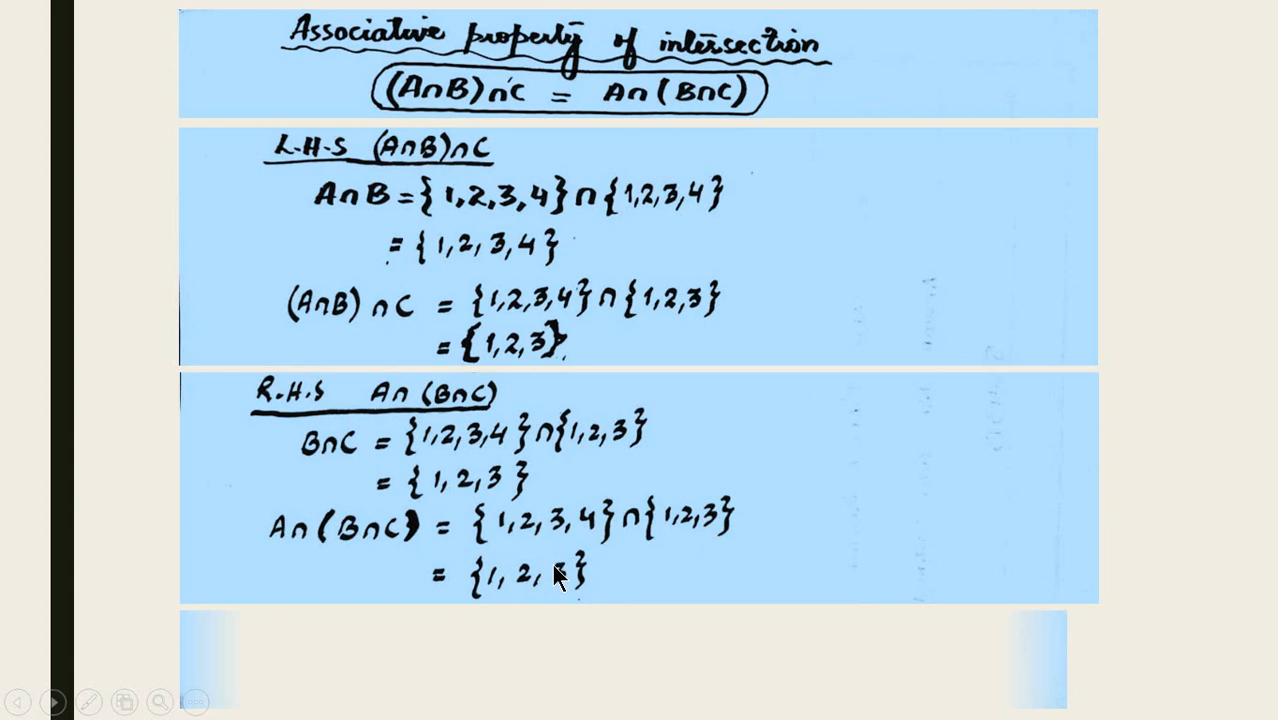 Associative property of intersection
(A∩B)∩C = A∩(B∩C)
L.H.S (A∩B)∩C
A∩B = {1,2,3,4}∩{1,2,3,4}
= {1,2,3,4}
(A∩B)∩C = {1,2,3,4}∩{1,2,3}
= {1,2,3}.
R.H.S A∩(B∩C)
B∩C = {1,2,3,4}∩{1,2,3}
= {1,2,3}
A∩(B∩C) = {1,2,3,4}∩{1,2,3}
= {1,2,3}